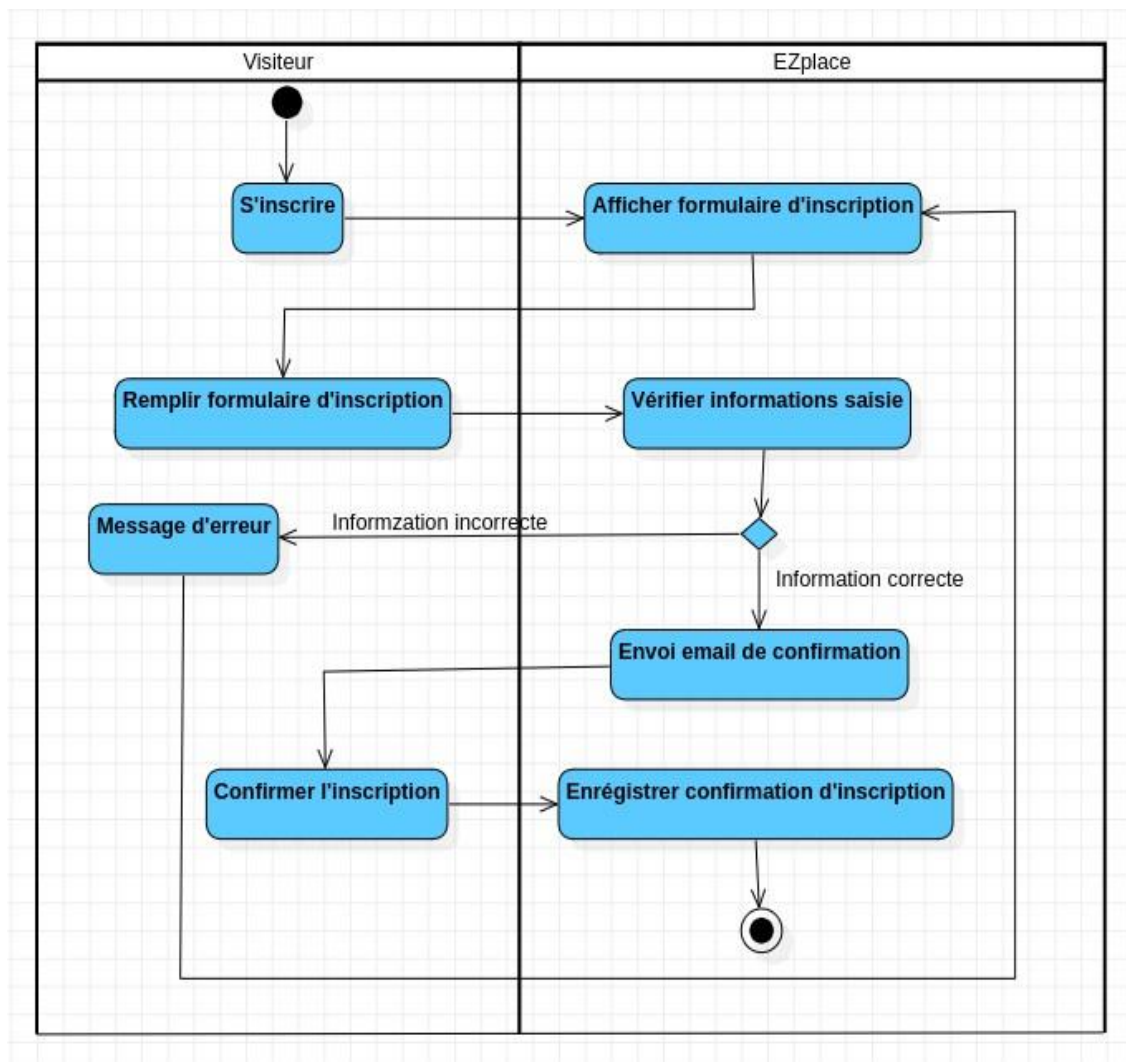 Visiteur
EZplace
S'inscrire
Afficher formulaire d'inscription
Remplir formulaire d'inscription
Vérifier informations saisie
Message d'erreur
Informzation incorrecte
Information correcte
Envoi email de confirmation
Confirmer l'inscription
Enrégistrer confirmation d'inscription